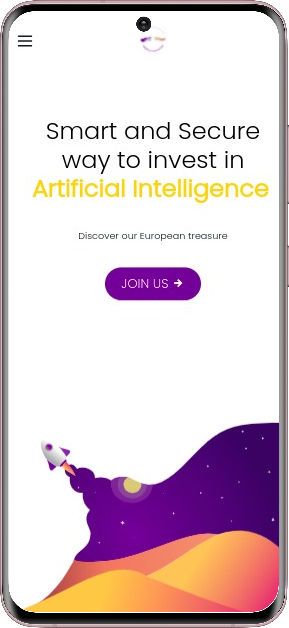 Smart and Secure
way to invest in
Artificial Intelligence
Discover our European treasure
JOIN US